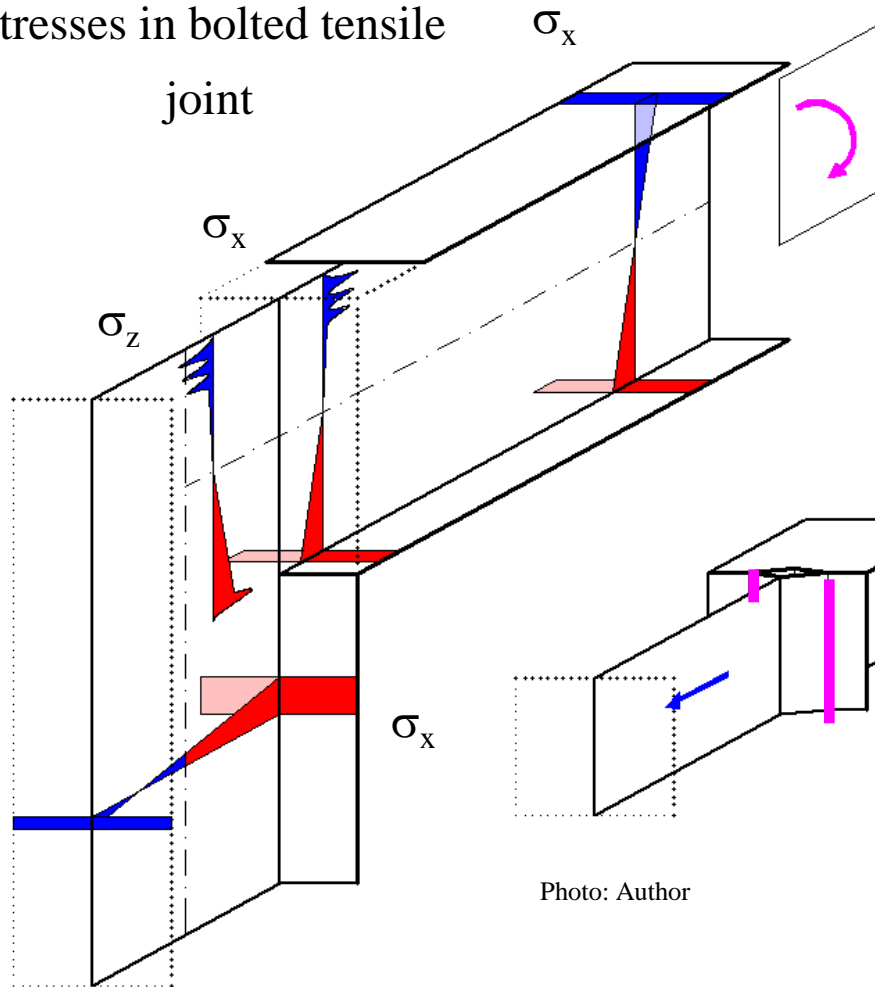 tresses in bolted tensile
joint
σx
σx
σz
σx
Photo: Author